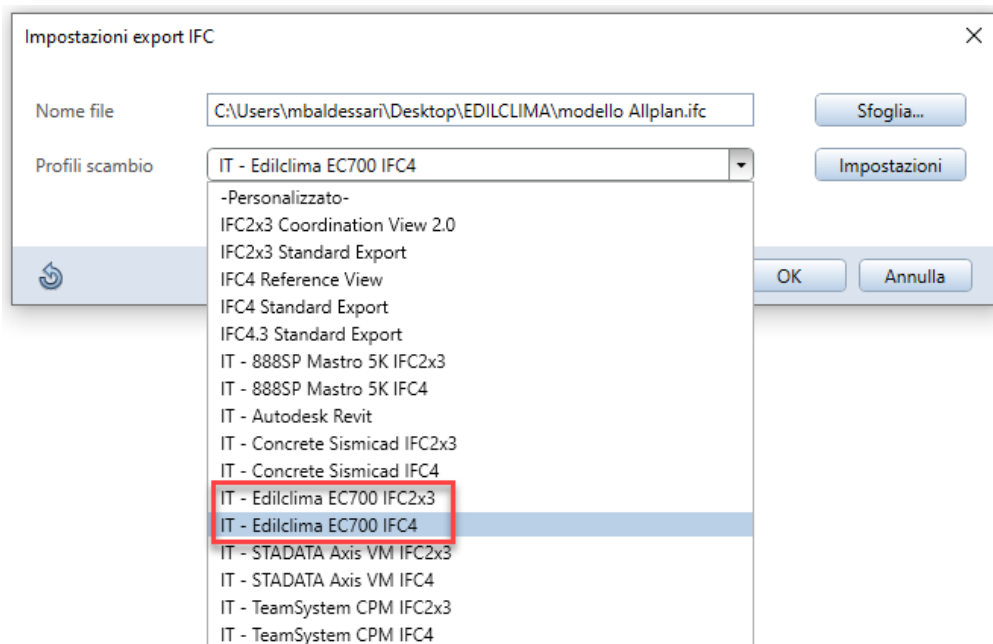 Impostazioni export IFC
Nome file
C:\Users\mbaldessari\Desktop\EDILCLIMA\modello Allplan.ifc
Sfoglia...
Profili scambio
IT - Edilclima EC700 IFC4
Impostazioni
-Personalizzato-
IFC2x3 Coordination View 2.0
IFC2x3 Standard Export
IFC4 Reference View
OK
Annulla
IFC4 Standard Export
IFC4.3 Standard Export
IT - 888SP Mastro 5K IFC2x3
IT - 888SP Mastro 5K IFC4
IT - Autodesk Revit
IT - Concrete Sismicad IFC2x3
IT - Concrete Sismicad IFC4
IT - Edilclima EC700 IFC2x3
IT - Edilclima EC700 IFC4
IT - STADATA Axis VM IFC2x3
IT - STADATA Axis VM IFC4
IT - TeamSystem CPM IFC2x3
IT - TeamSystem CPM IFC4